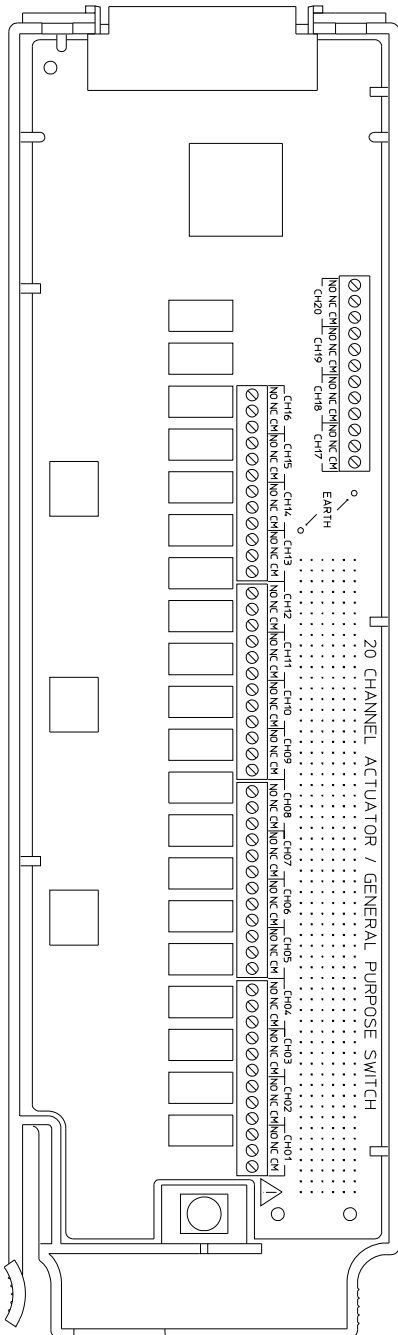 NO NC CM NO NC CM NO NC CM NO NC CM
CH20 CH19 CH18 CH17
EARTH
CH16 CH15 CH14 CH13
NO NC CM NO NC CM NO NC CM NO NC CM
CH12 CH11 CH10 CH09
NO NC CM NO NC CM NO NC CM NO NC CM
CH08 CH07 CH06 CH05
NO NC CM NO NC CM NO NC CM NO NC CM
CH04 CH03 CH02 CH01
NO NC CM NO NC CM NO NC CM NO NC CM
20 CHANNEL ACTUATOR / GENERAL PURPOSE SWITCH
!